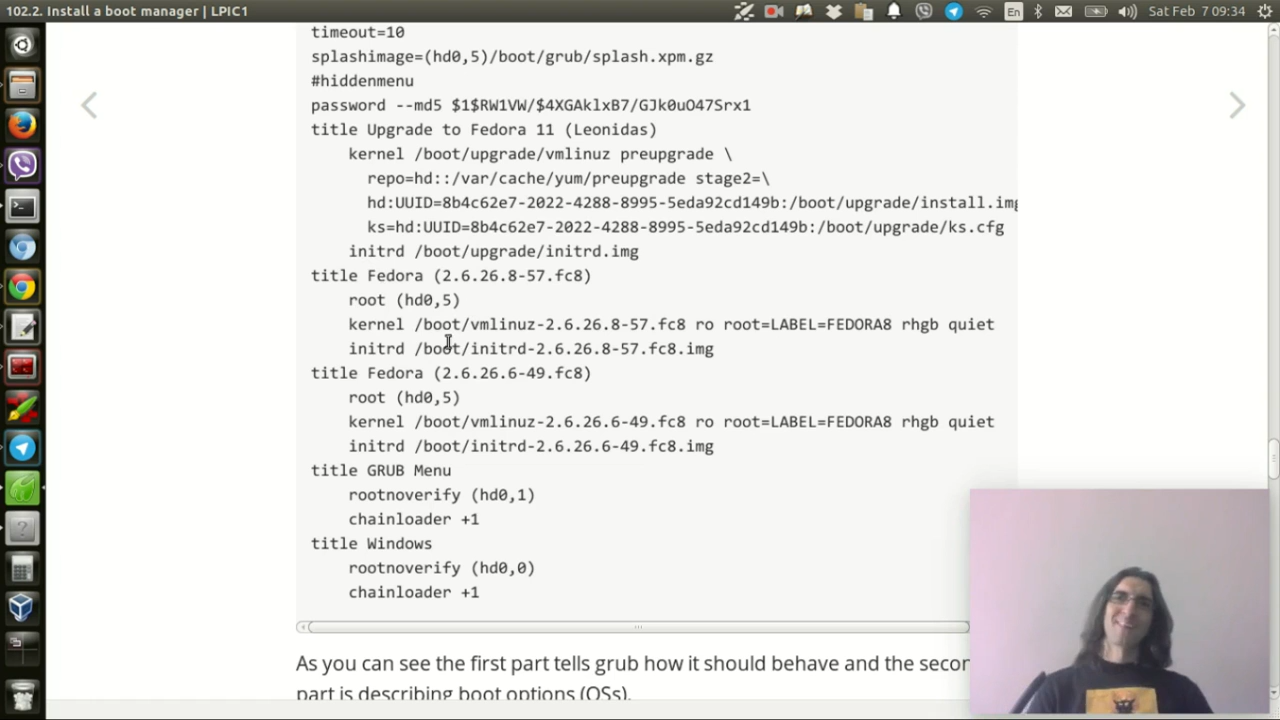 102.2. Install a boot manager | LPIC1
En
Sat Feb 7 09:34
timeout=10
splashimage=(hd0,5)/boot/grub/splash.xpm.gz
#hiddenmenu
password --md5 $1$RW1VW/$4XGAklxB7/GJk0uO47Srx1
title Upgrade to Fedora 11 (Leonidas)
kernel /boot/upgrade/vmlinuz preupgrade \
repo=hd::/var/cache/yum/preupgrade stage2=\
hd:UUID=8b4c62e7-2022-4288-8995-5eda92cd149b:/boot/upgrade/install.img
ks=hd:UUID=8b4c62e7-2022-4288-8995-5eda92cd149b:/boot/upgrade/ks.cfg
initrd /boot/upgrade/initrd.img
title Fedora (2.6.26.8-57.fc8)
root (hd0,5)
kernel /boot/vmlinuz-2.6.26.8-57.fc8 ro root=LABEL=FEDORA8 rhgb quiet
initrd /boot/initrd-2.6.26.8-57.fc8.img
title Fedora (2.6.26.6-49.fc8)
root (hd0,5)
kernel /boot/vmlinuz-2.6.26.6-49.fc8 ro root=LABEL=FEDORA8 rhgb quiet
initrd /boot/initrd-2.6.26.6-49.fc8.img
title GRUB Menu
rootnoverify (hd0,1)
chainloader +1
title Windows
rootnoverify (hd0,0)
chainloader +1
As you can see the first part tells grub how it should behave and the secon
part is describing boot options (OSs).